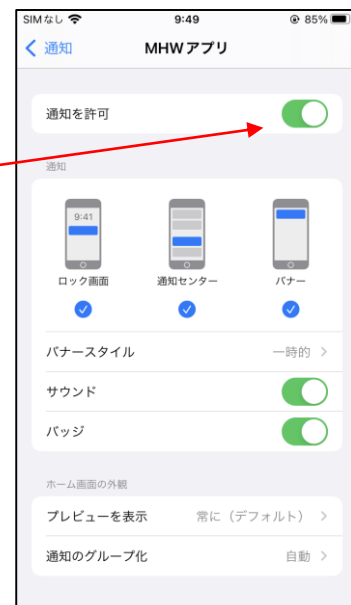 SIMなし 9:49 85%
通知 MHWアプリ
通知を許可
通知
9:41
ロック画面 通知センター バナー
バナースタイル 一時的
サウンド
バッジ
ホーム画面の外観
プレビューを表示 常に（デフォルト）
通知のグループ化 自動